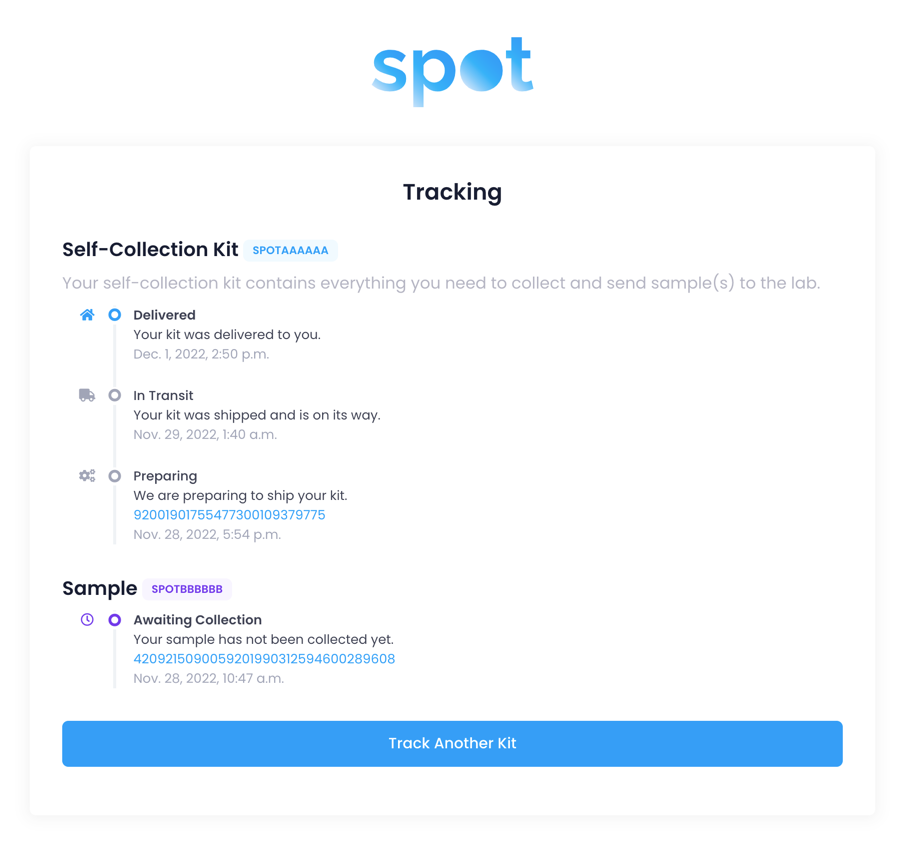 spot
Tracking
Self-Collection Kit SPOTAAAAAA
Your self-collection kit contains everything you need to collect and send sample(s) to the lab.
Delivered
Your kit was delivered to you.
Dec. 1, 2022, 2:50 p.m.
In Transit
Your kit was shipped and is on its way.
Nov. 29, 2022, 1:40 a.m.
Preparing
We are preparing to ship your kit.
92001901755477300109379775
Nov. 28, 2022, 5:54 p.m.
Sample SPOTBBBBBB
Awaiting Collection
Your sample has not been collected yet.
4209215090059201990312594600289608
Nov. 28, 2022, 10:47 a.m.
Track Another Kit